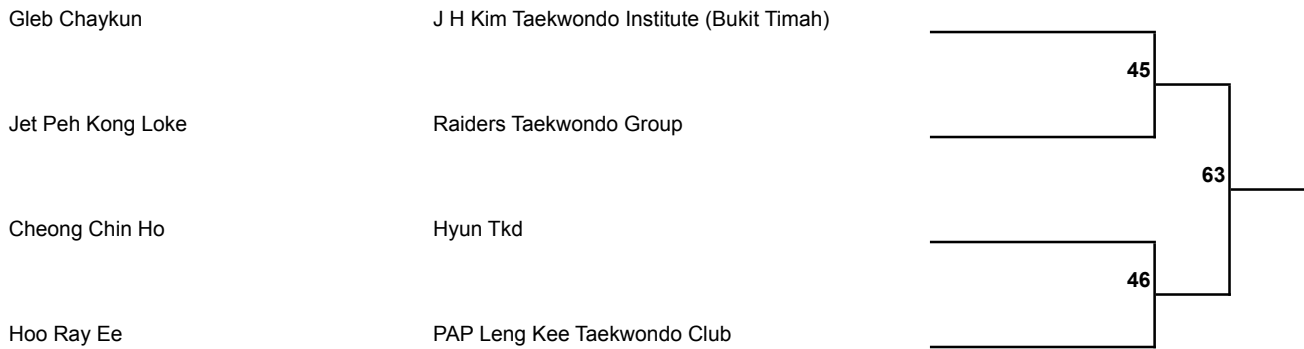 Gleb Chaykun J H Kim Taekwondo Institute (Bukit Timah)
45
Jet Peh Kong Loke Raiders Taekwondo Group
63
Cheong Chin Ho Hyun Tkd
46
Hoo Ray Ee PAP Leng Kee Taekwondo Club